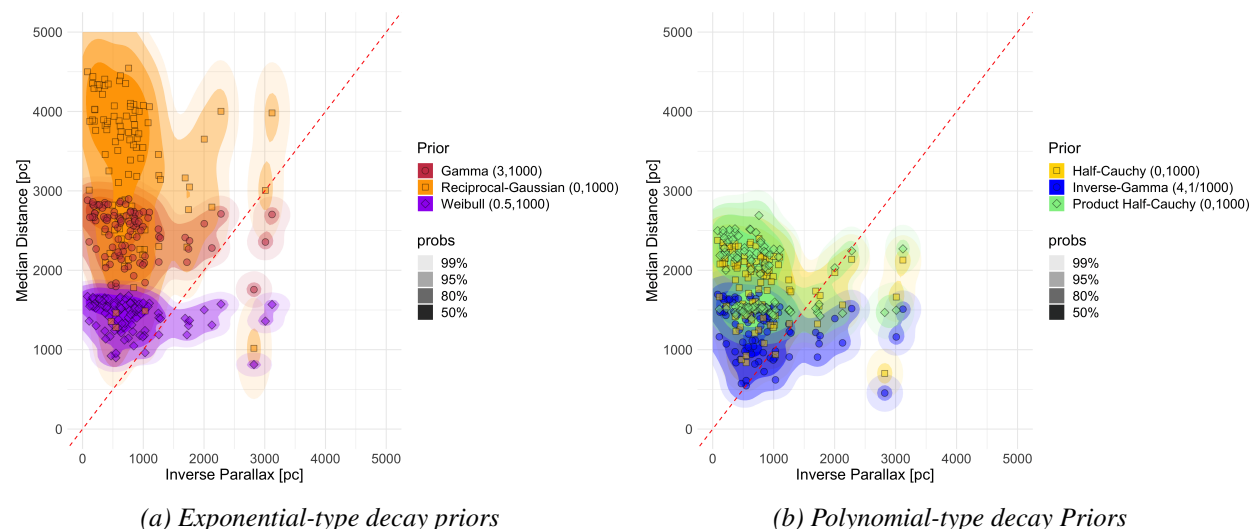 5000
4000
3000
2000
1000
0
Median Distance [pc]
0 1000 2000 3000 4000 5000
Inverse Parallax [pc]
Prior
Gamma (3,1000)
Reciprocal-Gaussian (0,1000)
Weibull (0.5,1000)
probs
99%
95%
80%
50%
(a) Exponential-type decay priors
5000
4000
3000
2000
1000
0
Median Distance [pc]
0 1000 2000 3000 4000 5000
Inverse Parallax [pc]
Prior
Half-Cauchy (0,1000)
Inverse-Gamma (4,1/1000)
Product Half-Cauchy (0,1000)
probs
99%
95%
80%
50%
(b) Polynomial-type decay Priors